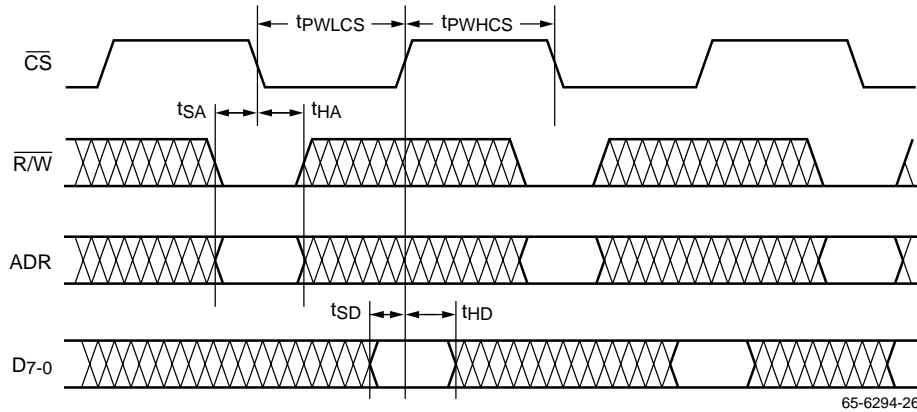 tPWLCS tPWHCS
CS
tSA tHA
R/W
ADR
tSD tHD
D7-0
65-6294-26